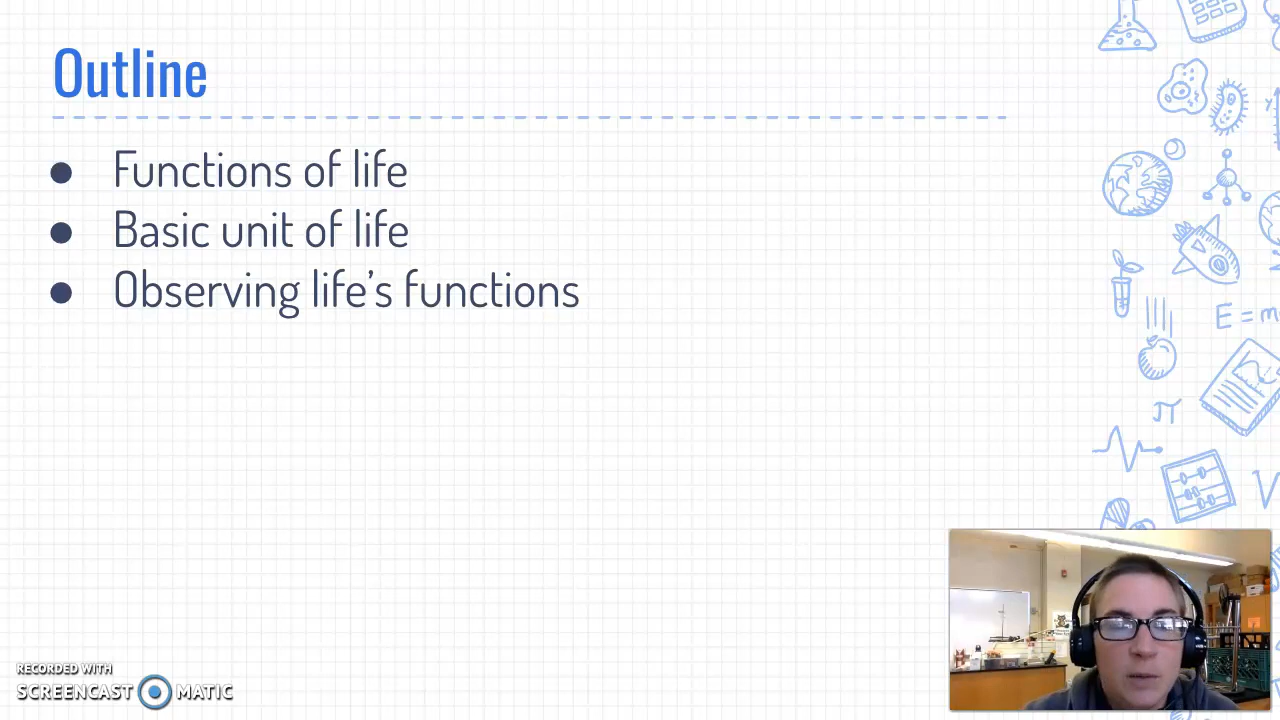 Outline
● Functions of life
● Basic unit of life
● Observing life's functions
E = m
π
RECORDED WITH
SCREENCAST MATIC